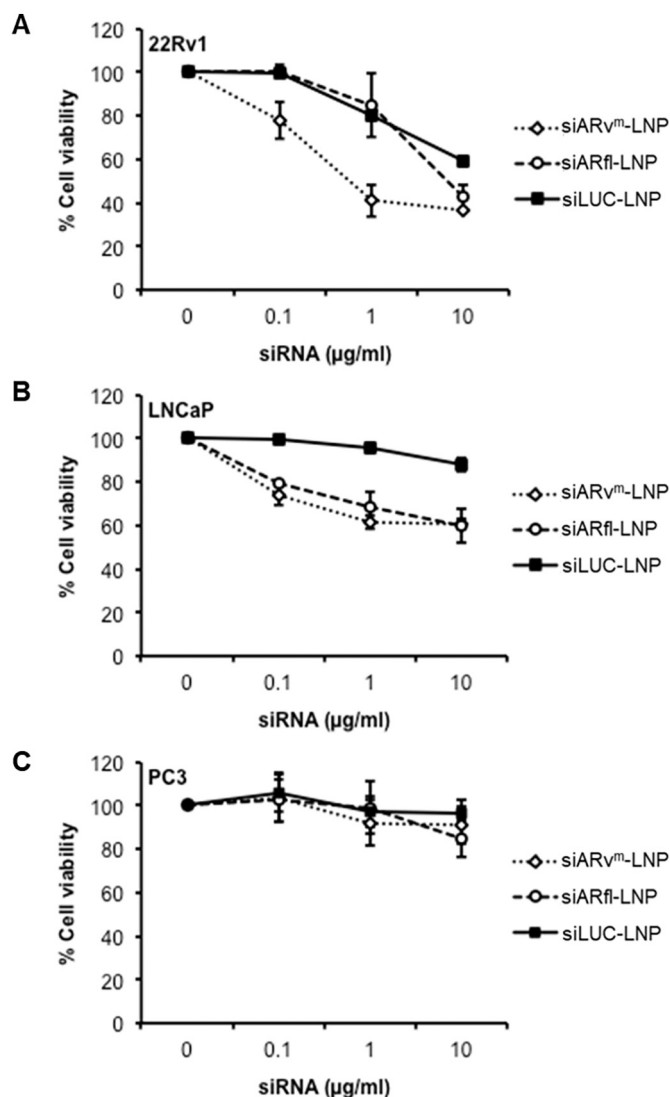 A
22Rv1
120
100
80
60
40
20
0
% Cell viability
0 0.1 1 10
siRNA (µg/ml)
siARvᵐ-LNP
siARfl-LNP
siLUC-LNP
B
LNCaP
120
100
80
60
40
20
0
% Cell viability
0 0.1 1 10
siRNA (µg/ml)
siARvᵐ-LNP
siARfl-LNP
siLUC-LNP
C
PC3
120
100
80
60
40
20
0
% Cell viability
0 0.1 1 10
siRNA (µg/ml)
siARvᵐ-LNP
siARfl-LNP
siLUC-LNP